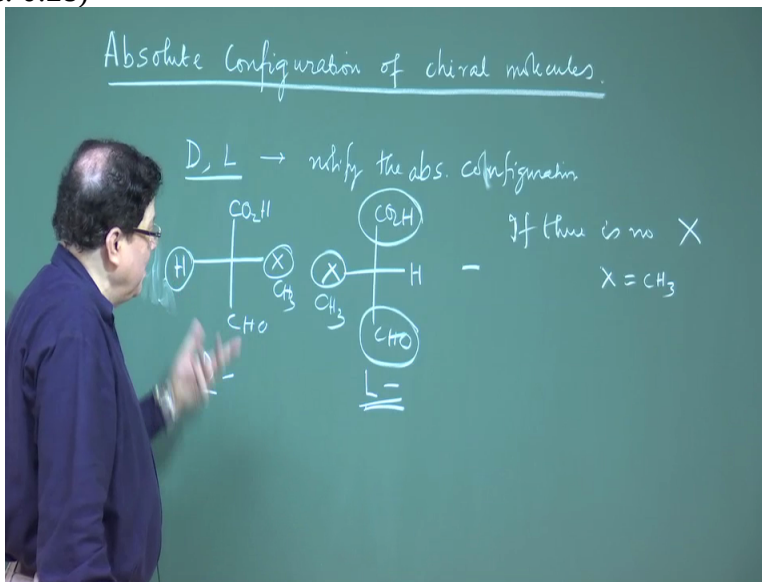 Absolute Configuration of chiral molecules.
D, L → notify the abs. configuration
CO₂H
CO₂H
If there is no X
H X X H –
X = CH₃
CH₃ CH₃
CHO
CHO
L –